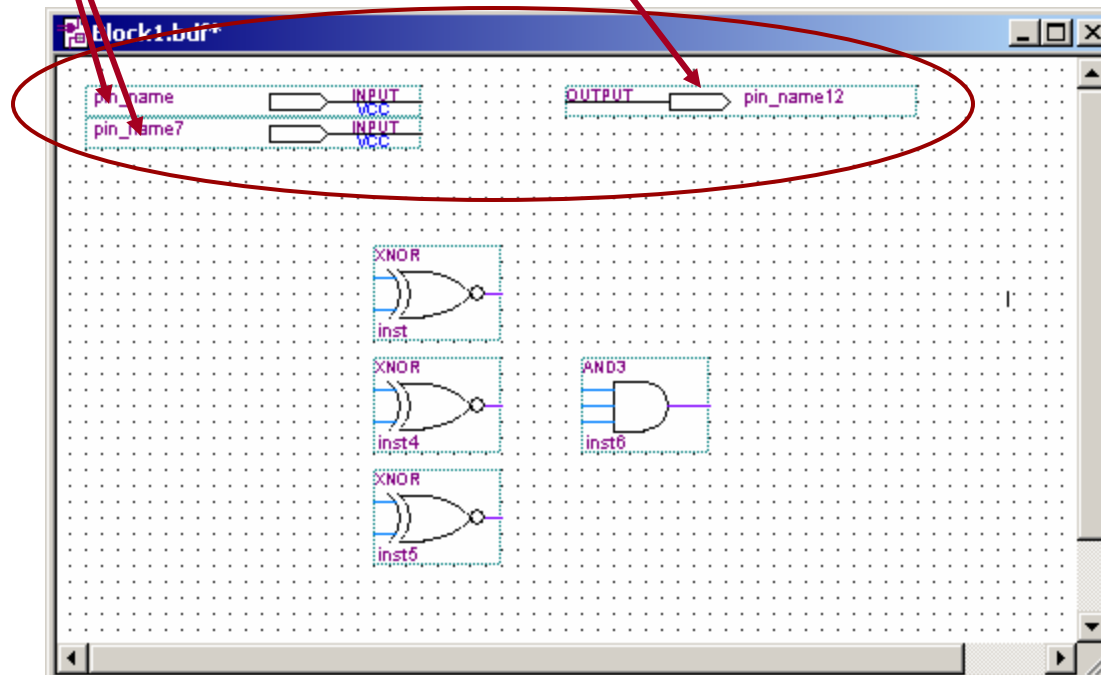 Block1.bdf*
pin_name INPUT VCC OUTPUT pin_name12
pin_name7 INPUT VCC
XNOR
inst
XNOR AND3
inst4 inst6
XNOR
inst5